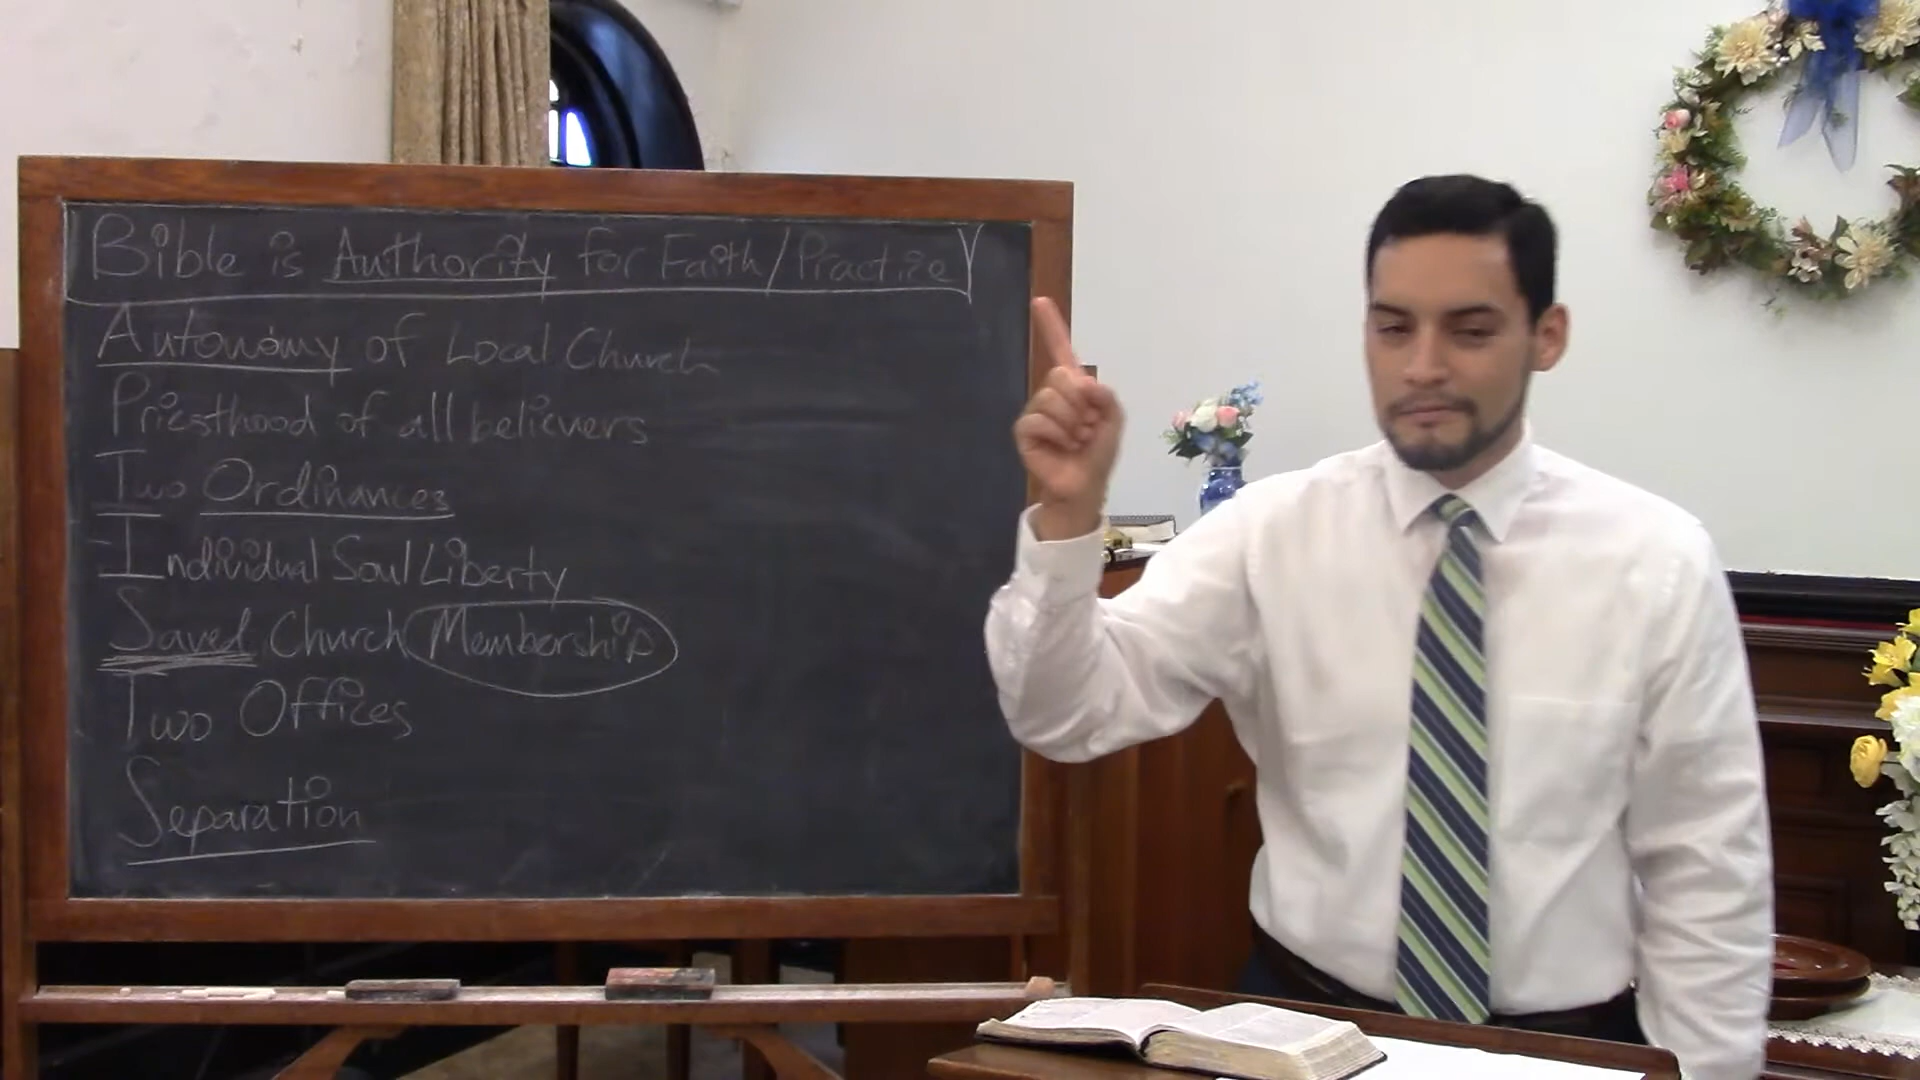 Bible is Authority for Faith/Practice
Autonomy of Local Church
Priesthood of all believers
Two Ordinances
Individual Soul Liberty
Saved Church Membership
Two Offices
Separation